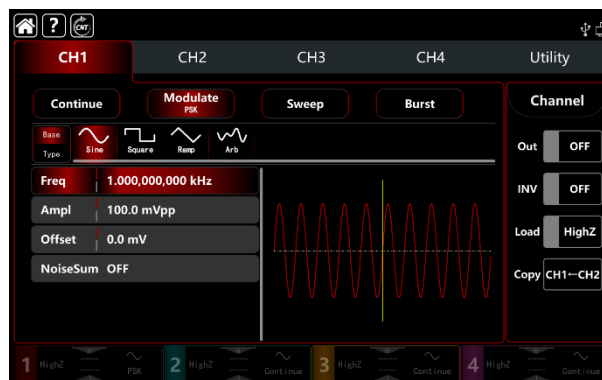 ? CNT
CH1 CH2 CH3 CH4 Utility
Continue Modulate PSK Sweep Burst Channel
Base Type Sine Square Ramp Arb
Out OFF
Freq 1.000,000,000 kHz
INV OFF
Ampl 100.0 mVpp
Offset 0.0 mV
Load HighZ
NoiseSum OFF
Copy CH1←CH2
1 HighZ PSK 2 HighZ Continue 3 HighZ Continue 4 HighZ Continue